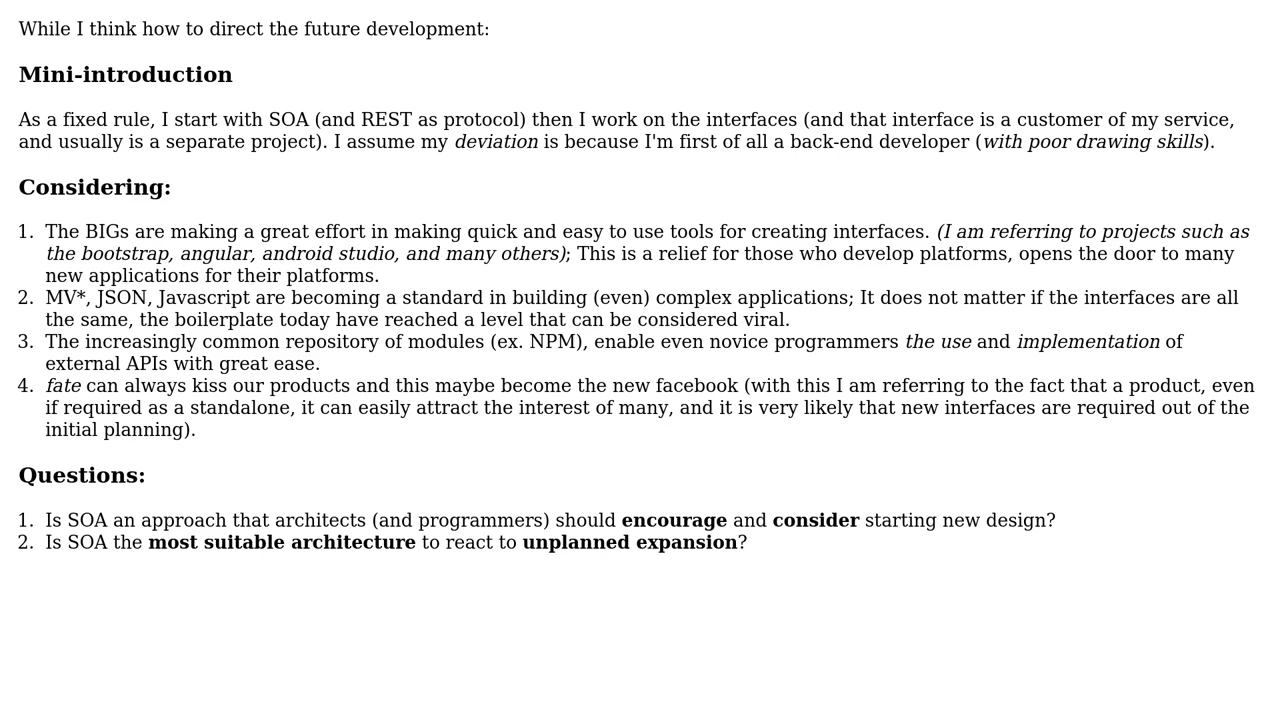 While I think how to direct the future development:
Mini-introduction
As a fixed rule, I start with SOA (and REST as protocol) then I work on the interfaces (and that interface is a customer of my service,
and usually is a separate project). I assume my deviation is because I'm first of all a back-end developer (with poor drawing skills).
Considering:
1. The BIGs are making a great effort in making quick and easy to use tools for creating interfaces. (I am referring to projects such as
the bootstrap, angular, android studio, and many others); This is a relief for those who develop platforms, opens the door to many
new applications for their platforms.
2. MV*, JSON, Javascript are becoming a standard in building (even) complex applications; It does not matter if the interfaces are all
the same, the boilerplate today have reached a level that can be considered viral.
3. The increasingly common repository of modules (ex. NPM), enable even novice programmers the use and implementation of
external APIs with great ease.
4. fate can always kiss our products and this maybe become the new facebook (with this I am referring to the fact that a product, even
if required as a standalone, it can easily attract the interest of many, and it is very likely that new interfaces are required out of the
initial planning).
Questions:
1. Is SOA an approach that architects (and programmers) should encourage and consider starting new design?
2. Is SOA the most suitable architecture to react to unplanned expansion?